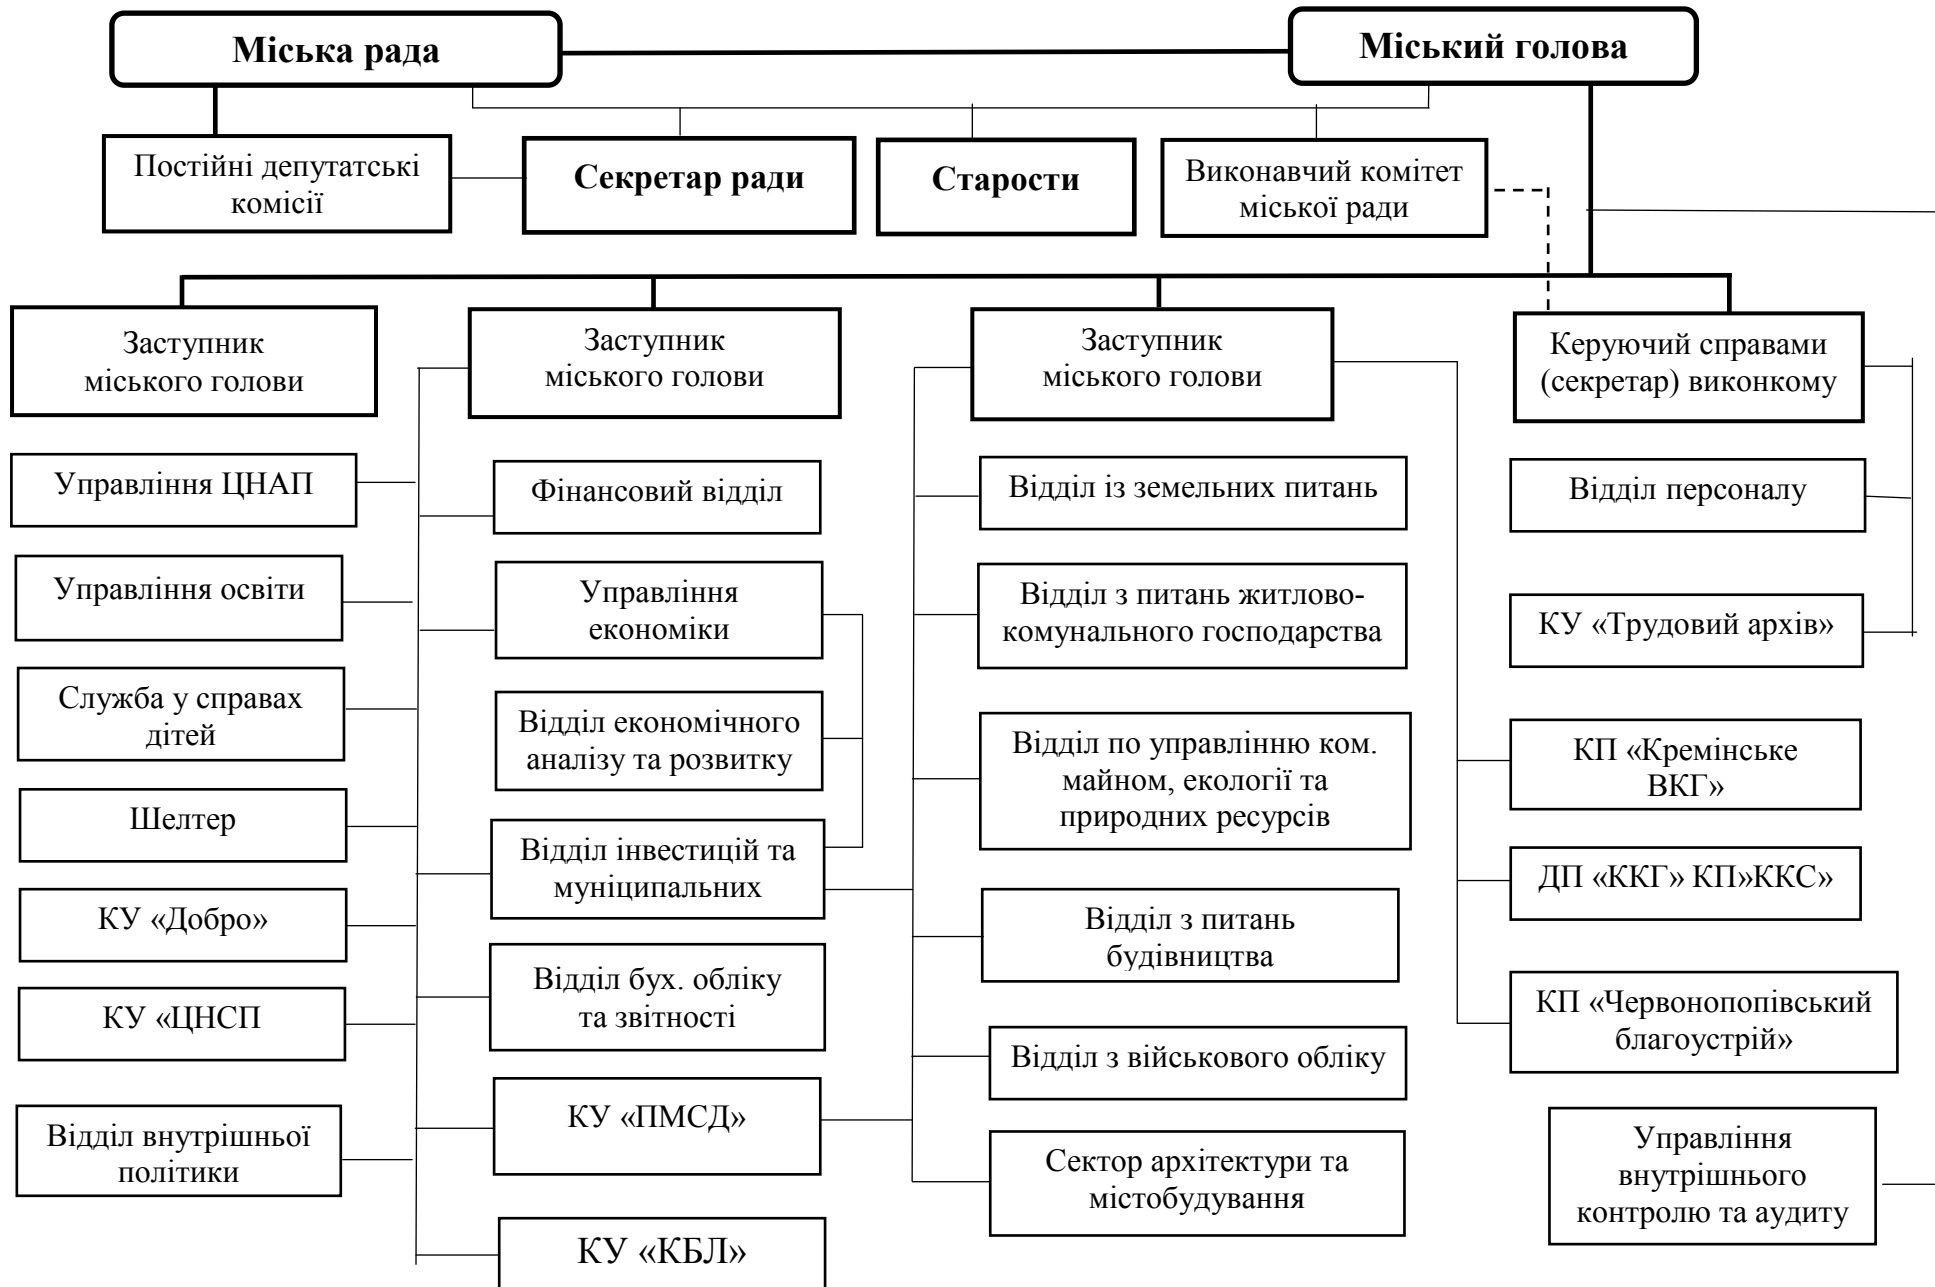 Міська рада
Міський голова
Постійні депутатські
комісії
Секретар ради
Старости
Виконавчий комітет
міської ради
Заступник
міського голови
Заступник
міського голови
Заступник
міського голови
Керуючий справами
(секретар) виконкому
Управління ЦНАП
Управління освіти
Служба у справах
дітей
Шелтер
КУ «Добро»
КУ «ЦНСП
Відділ внутрішньої
політики
Фінансовий відділ
Управління
економіки
Відділ економічного
аналізу та розвитку
Відділ інвестицій та
муніципальних
Відділ бух. обліку
та звітності
КУ «ПМСД»
КУ «КБЛ»
Відділ із земельних питань
Відділ з питань житлово-
комунального господарства
Відділ по управлінню ком.
майном, екології та
природних ресурсів
Відділ з питань
будівництва
Відділ з військового обліку
Сектор архітектури та
містобудування
Відділ персоналу
КУ «Трудовий архів»
КП «Кремінське
ВКГ»
ДП «ККГ» КП»ККС»
КП «Червонопопівський
благоустрій»
Управління
внутрішнього
контролю та аудиту